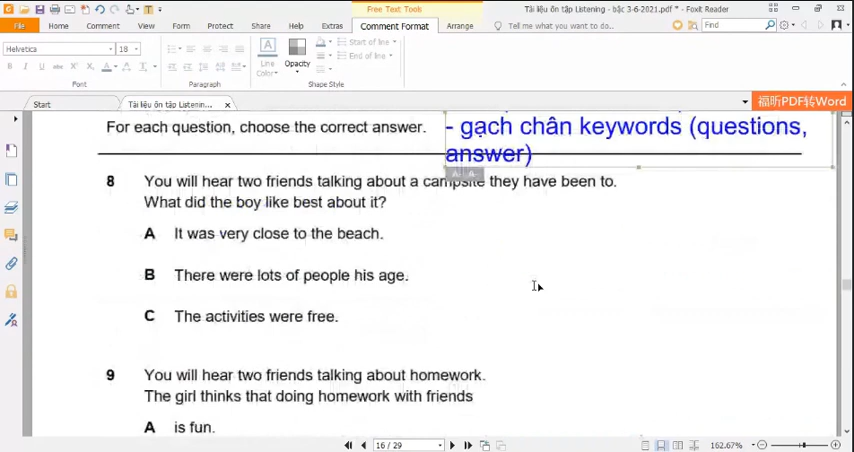 Free Text Tools
Tài liệu ôn tập Listening - bậc 3-6-2021.pdf * - Foxit Reader
File Home Comment View Form Protect Share Help Extras Comment Format Arrange Tell me what you want to do... Find
Helvetica 18
B I U
Font
Paragraph
Line Color
Opacity
Start of line
End of line
Shape Style
Start
Tài liệu ôn tập Listenin...
福昕PDF转Word
For each question, choose the correct answer.
- gạch chân keywords (questions,
answer)
8 You will hear two friends talking about a campsite they have been to.
What did the boy like best about it?
A It was very close to the beach.
B There were lots of people his age.
C The activities were free.
9 You will hear two friends talking about homework.
The girl thinks that doing homework with friends
A is fun.
16 / 29
162.67%